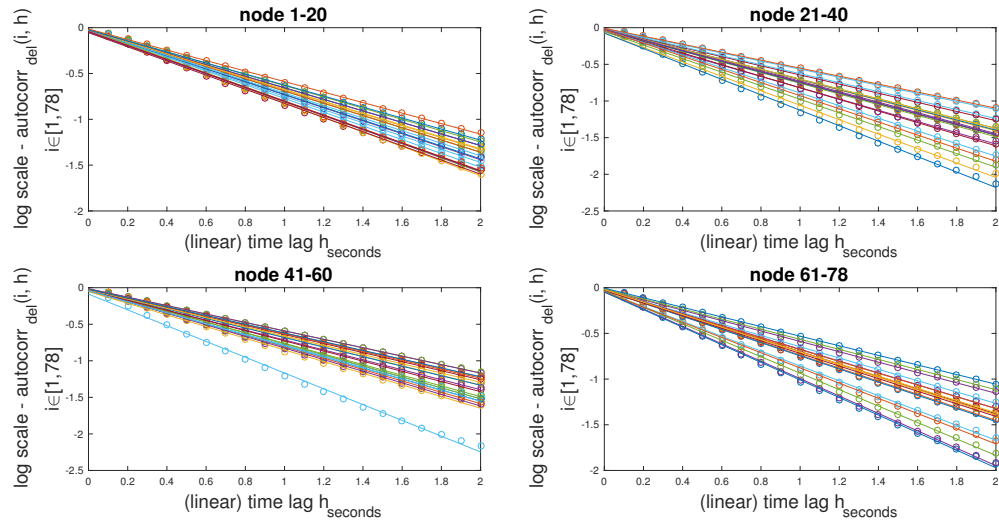 node 1-20
log scale - autocorr del(i, h)
i∈[1,78]
0
-0.5
-1
-1.5
-2
0 0.2 0.4 0.6 0.8 1 1.2 1.4 1.6 1.8 2
(linear) time lag h seconds
node 21-40
log scale - autocorr del(i, h)
i∈[1,78]
0
-0.5
-1
-1.5
-2
-2.5
0 0.2 0.4 0.6 0.8 1 1.2 1.4 1.6 1.8 2
(linear) time lag h seconds
node 41-60
log scale - autocorr del(i, h)
i∈[1,78]
0
-0.5
-1
-1.5
-2
-2.5
0 0.2 0.4 0.6 0.8 1 1.2 1.4 1.6 1.8 2
(linear) time lag h seconds
node 61-78
log scale - autocorr del(i, h)
i∈[1,78]
0
-0.5
-1
-1.5
-2
0 0.2 0.4 0.6 0.8 1 1.2 1.4 1.6 1.8 2
(linear) time lag h seconds